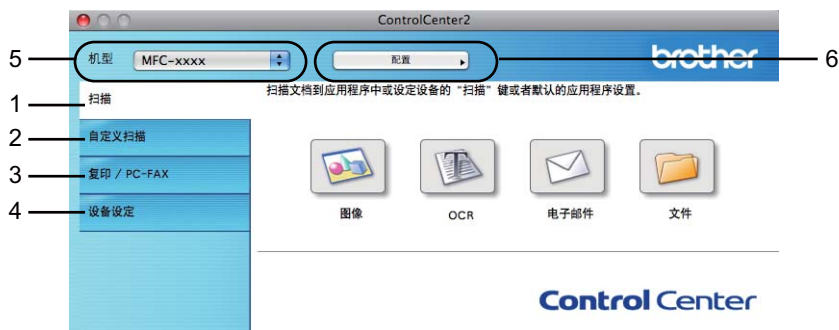 ControlCenter2
5 机型 MFC-xxxx 配置 6
brother
1 扫描
扫描文档到应用程序中或设定设备的“扫描”键或者默认的应用程序设置。
2 自定义扫描
3 复印 / PC-FAX
4 设备设定
图像 OCR 电子邮件 文件
Control Center